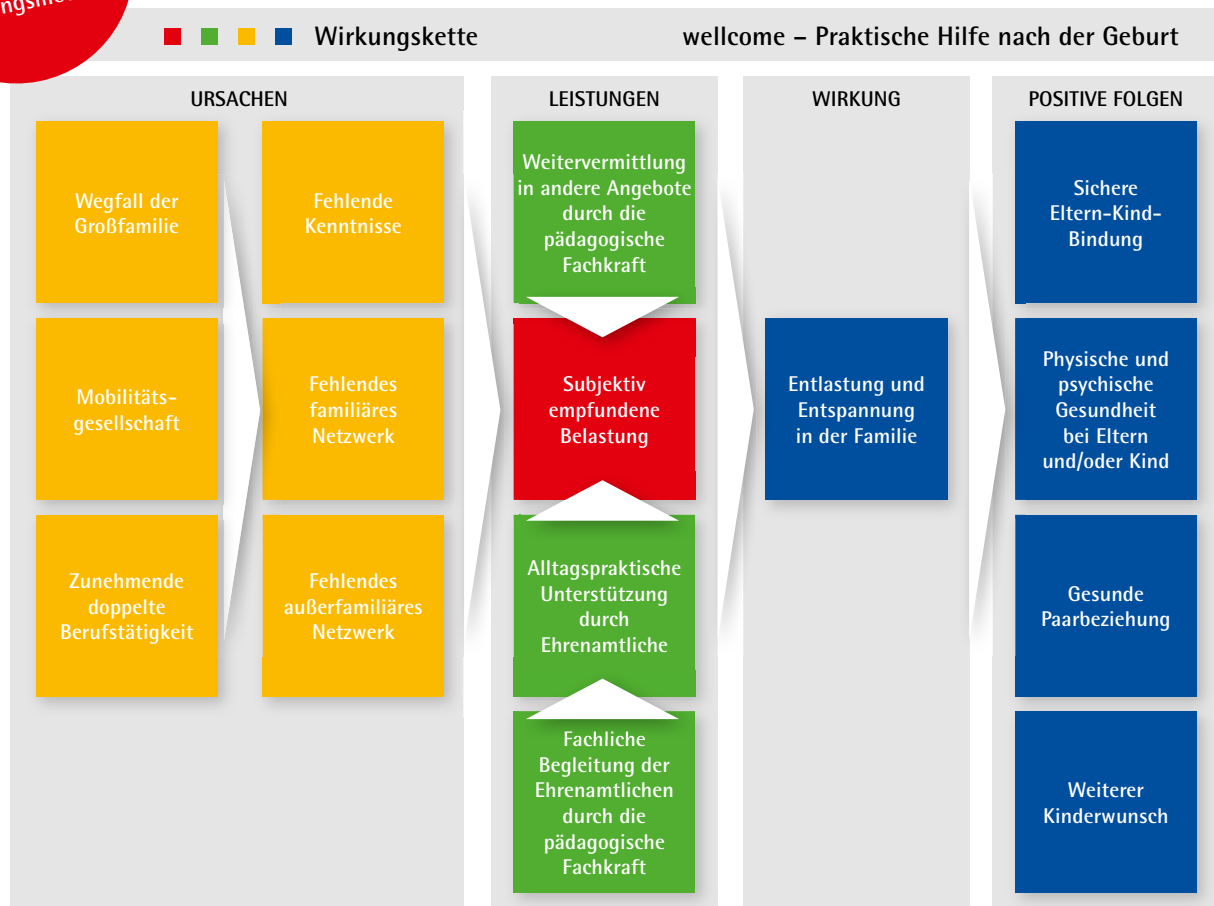 Wirkungskette
wellcome – Praktische Hilfe nach der Geburt
URSACHEN
Wegfall der
Großfamilie
Mobilitäts-
gesellschaft
Zunehmende
doppelte
Berufstätigkeit
Fehlende
Kenntnisse
Fehlendes
familiäres
Netzwerk
Fehlendes
außerfamiliäres
Netzwerk
LEISTUNGEN
Weitervermittlung
in andere Angebote
durch die
pädagogische
Fachkraft
Subjektiv
empfundene
Belastung
Alltagspraktische
Unterstützung
durch
Ehrenamtliche
Fachliche
Begleitung der
Ehrenamtlichen
durch die
pädagogische
Fachkraft
WIRKUNG
Entlastung und
Entspannung
in der Familie
POSITIVE FOLGEN
Sichere
Eltern-Kind-
Bindung
Physische und
psychische
Gesundheit
bei Eltern
und/oder Kind
Gesunde
Paarbeziehung
Weiterer
Kinderwunsch